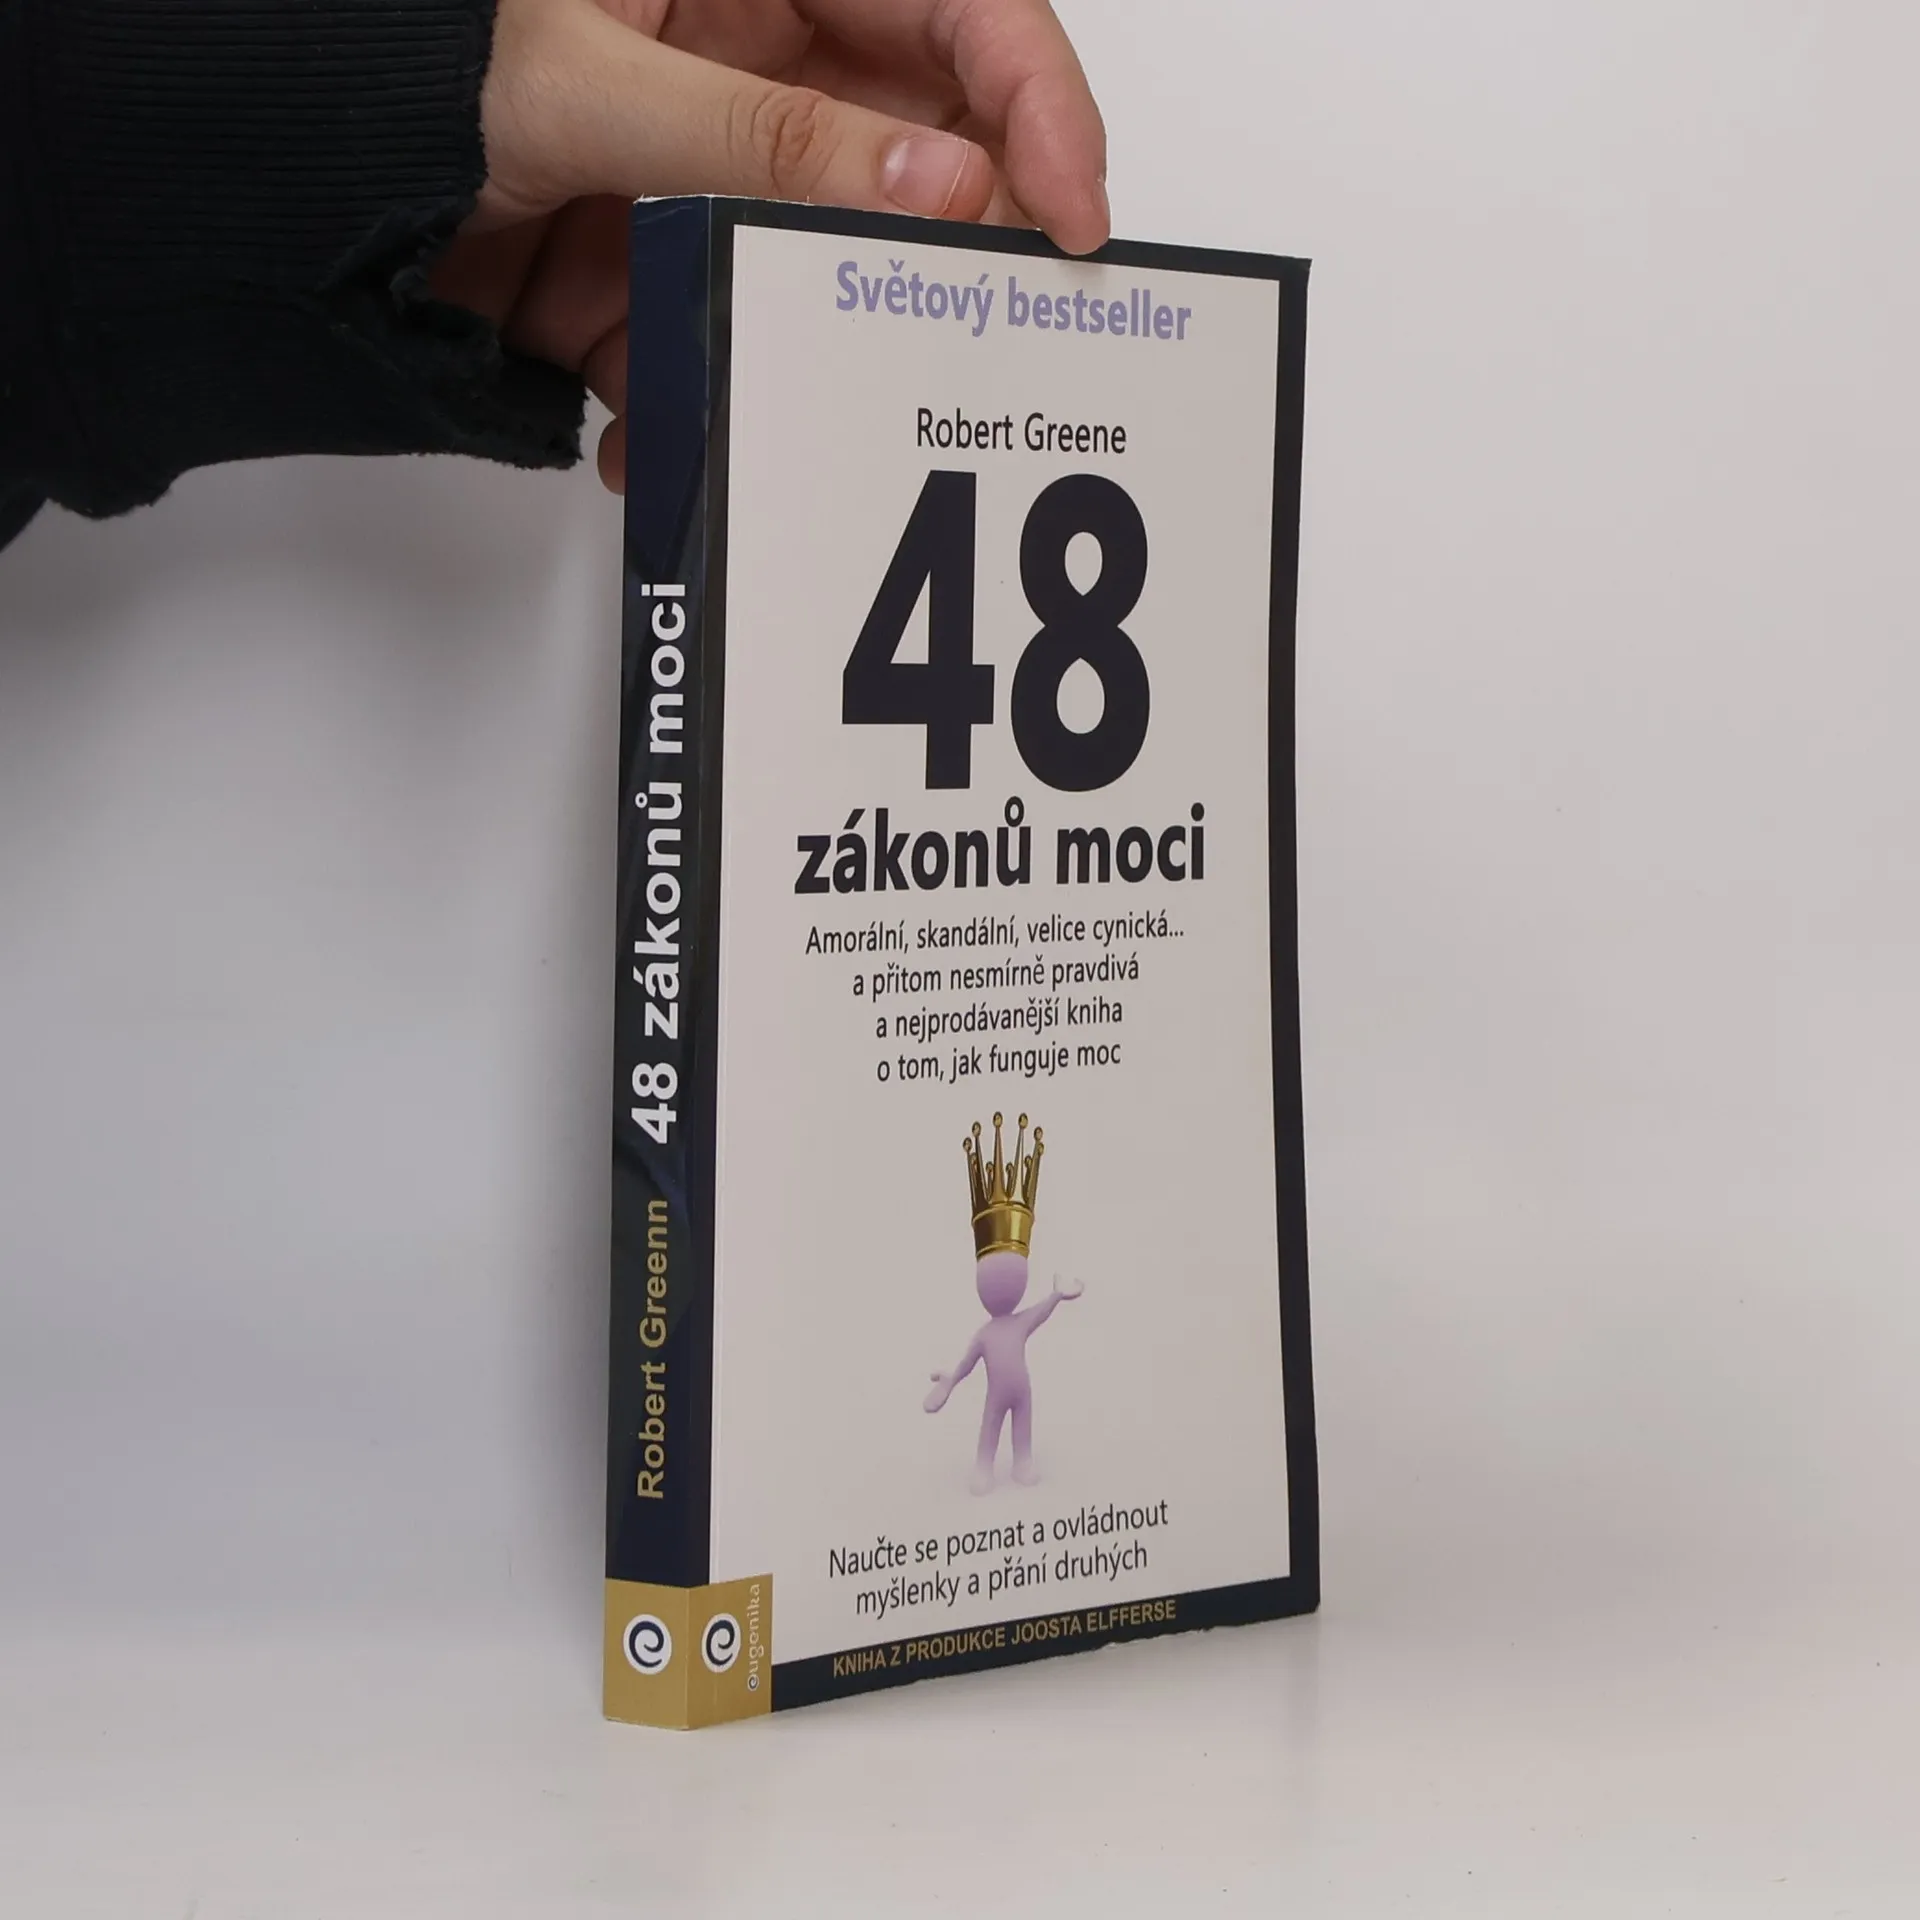 Světový bestseller
Robert Greene
48
zákonů moci
Amorální, skandální, velice cynická...
a přitom nesmírně pravdivá
a nejprodávanější kniha
o tom, jak funguje moc
Naučte se poznat a ovládnout
myšlenky a přání druhých
KNIHA Z PRODUKCE JOOSTA ELFFERSE
eugenika
Robert Greenn 48 zákonů moci